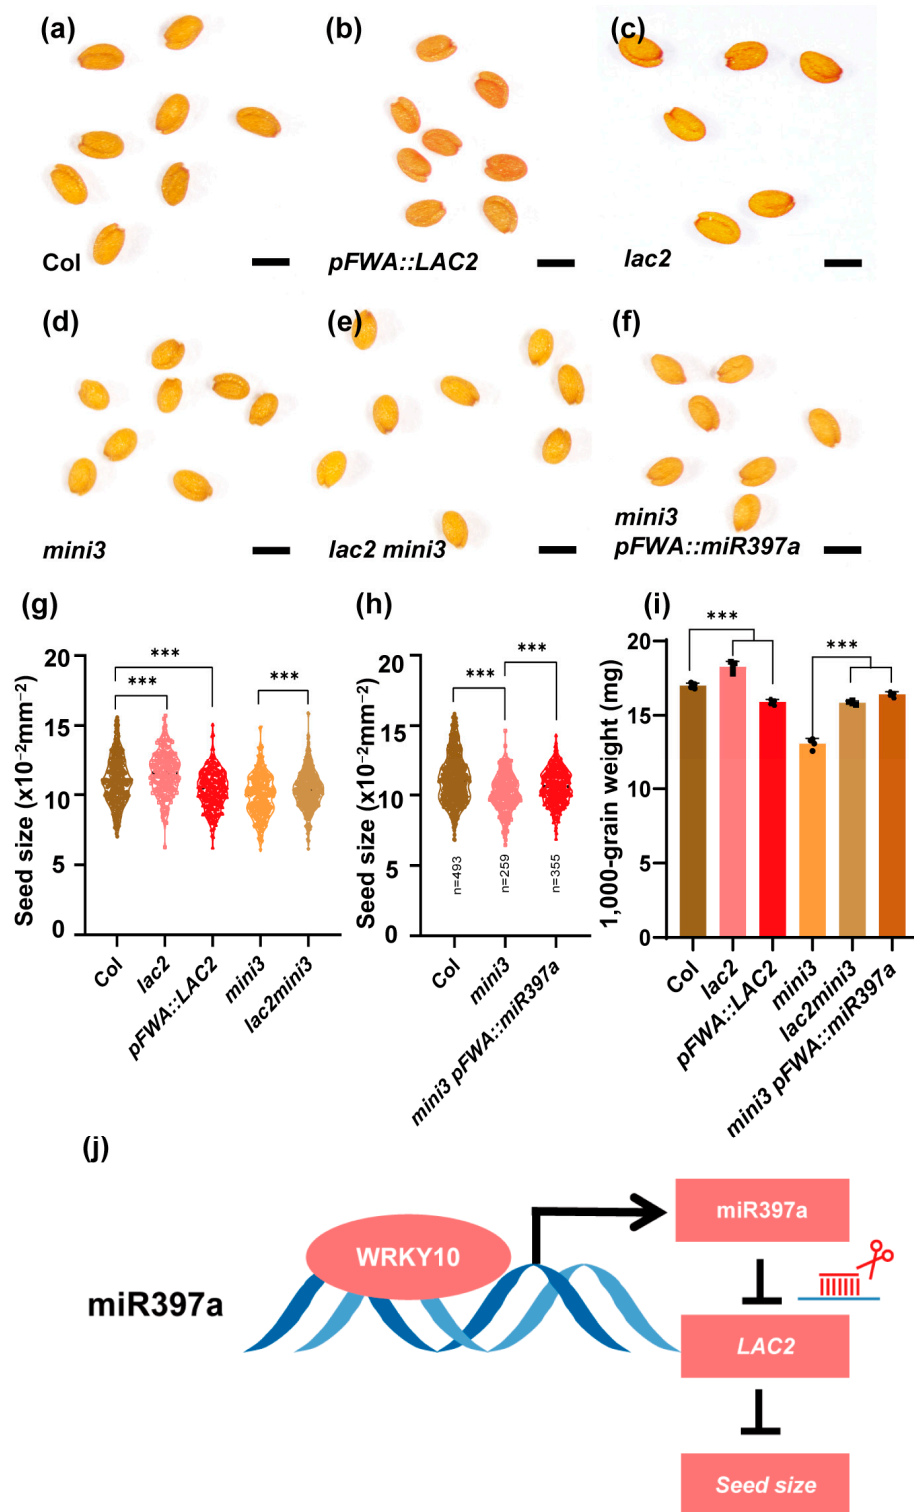 (a)
(b)
(c)
Col
pFWA::LAC2
lac2
(d)
(e)
(f)
mini3
lac2 mini3
mini3
pFWA::miR397a
(g)
(h)
(i)
Seed size (x10⁻²mm⁻²)
20
15
10
5
0
***
***
***
Col
lac2
pFWA::LAC2
mini3
lac2mini3
Seed size (x10⁻²mm⁻²)
20
15
10
5
0
***
***
n=493
n=259
n=355
Col
mini3
mini3 pFWA::miR397a
1,000-grain weight (mg)
20
15
10
5
0
***
***
Col
lac2
pFWA::LAC2
mini3
lac2mini3
mini3 pFWA::miR397a
(j)
miR397a
WRKY10
miR397a
LAC2
Seed size